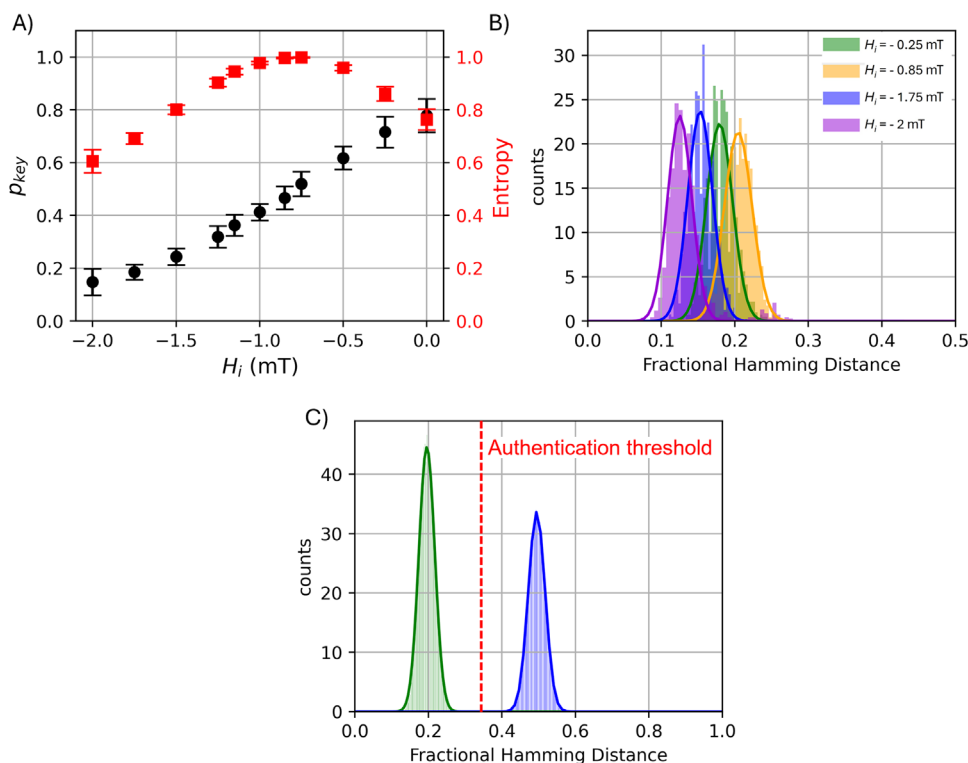 A)
1.0
0.8
0.6
0.4
0.2
0.0
p_key
1.0
0.8
0.6
0.4
0.2
0.0
Entropy
−2.0 −1.5 −1.0 −0.5 0.0
H_i (mT)
B)
30
25
20
15
10
5
0
counts
H_i = - 0.25 mT
H_i = - 0.85 mT
H_i = - 1.75 mT
H_i = - 2 mT
0.0 0.1 0.2 0.3 0.4 0.5
Fractional Hamming Distance
C)
Authentication threshold
40
30
20
10
0
counts
0.0 0.2 0.4 0.6 0.8 1.0
Fractional Hamming Distance